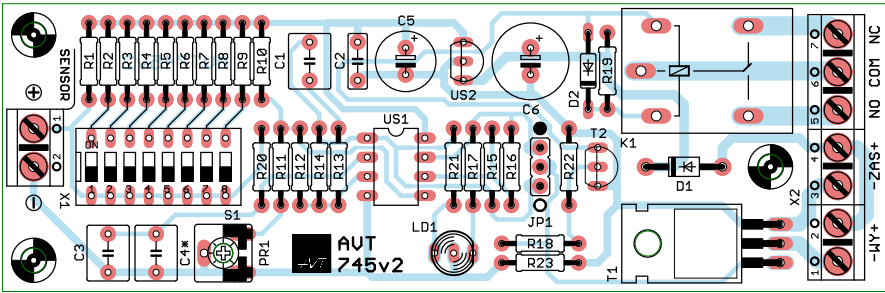 SENSOR
+
1
2
-
X1
R1
R2
R3
R4
R5
R6
R7
R8
R9
R10
ON
1
2
3
4
5
6
7
8
S1
C1
C2
C5
+
US2
+
C6
D2
R19
K1
7
6
5
NO COM NC
4
3
-ZAS+
X2
2
1
-WY+
R20
R11
R12
R14
R13
US1
R21
R17
R15
R16
R22
T2
D1
JP1
C3
C4*
PR1
AVT
AVT
745v2
LD1
R18
R23
T1